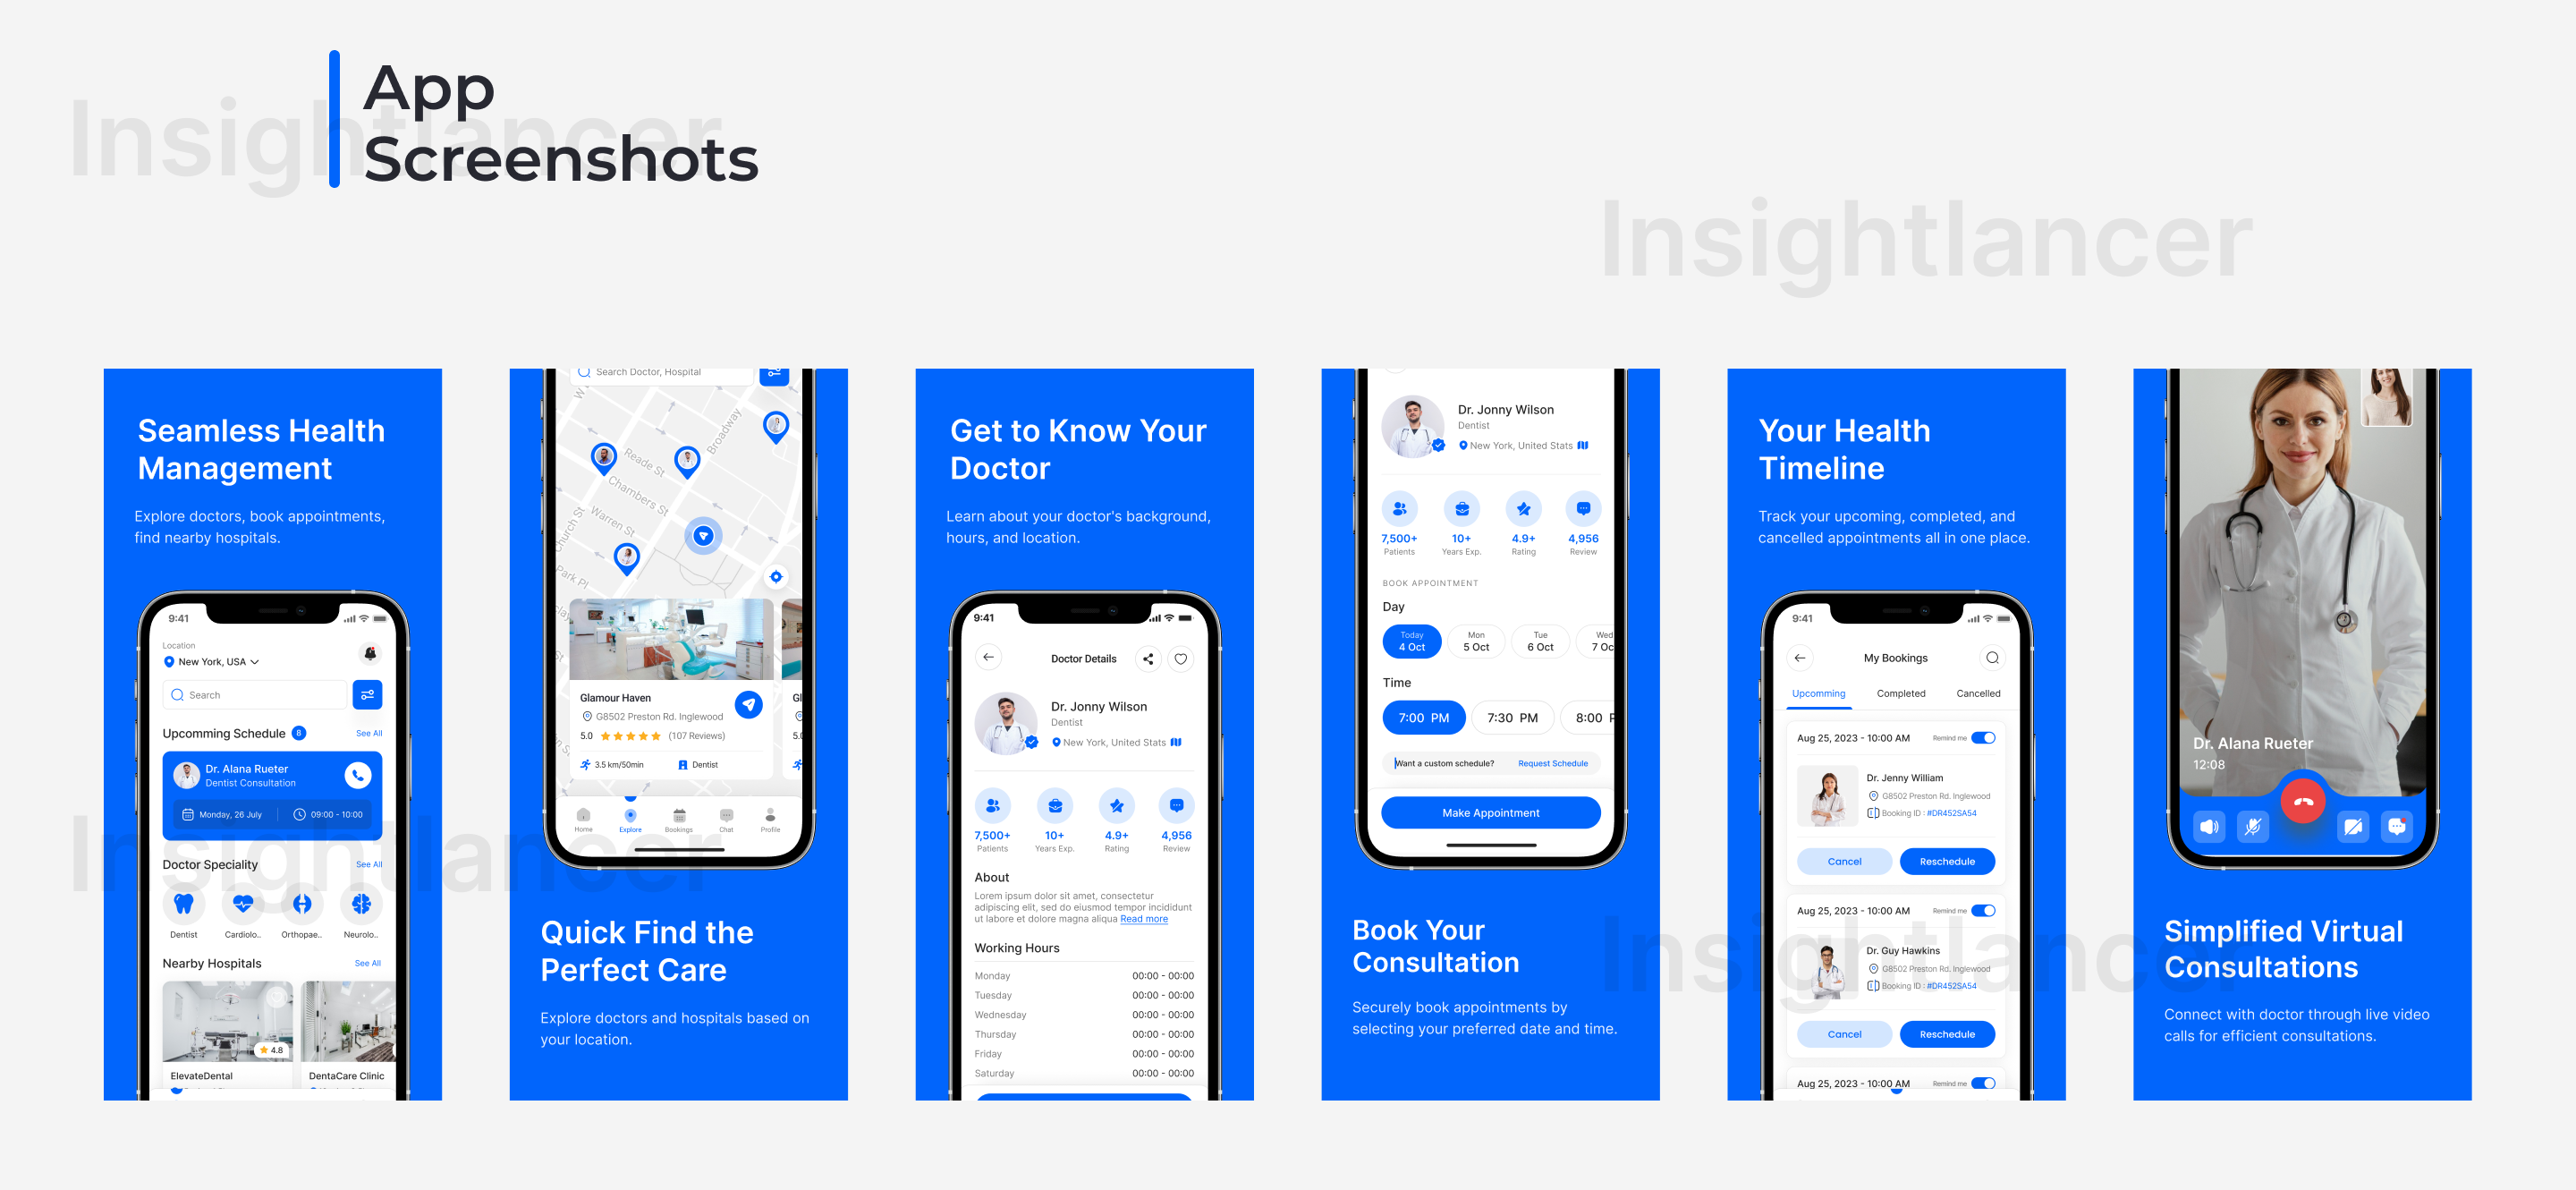 App
Screenshots
Insightlancer
Insightlancer
Seamless Health
Management
Explore doctors, book appointments,
find nearby hospitals.
9:41
Location
New York, USA
Search
Upcomming Schedule 8 See All
Dr. Alana Rueter
Dentist Consultation
Monday, 26 July 09:00 - 10:00
Doctor Speciality See All
Dentist Cardiolo.. Orthopae.. Neurolo..
Nearby Hospitals See All
4.8
ElevateDental DentaCare Clinic
Insightlancer
Search Doctor, Hospital
Broadway
Reade St
Chambers St
Warren St
Church St
Park Pl
Glamour Haven
G8502 Preston Rd. Inglewood
5.0 (107 Reviews)
3.5 km/50min Dentist
Gl
5.0
Home Explore Bookings Chat Profile
Quick Find the
Perfect Care
Explore doctors and hospitals based on
your location.
Get to Know Your
Doctor
Learn about your doctor's background,
hours, and location.
9:41
Doctor Details
Dr. Jonny Wilson
Dentist
New York, United Stats
7,500+ 10+ 4.9+ 4,956
Patients Years Exp. Rating Review
About
Lorem ipsum dolor sit amet, consectetur
adipiscing elit, sed do eiusmod tempor incididunt
ut labore et dolore magna aliqua Read more
Working Hours
Monday 00:00 - 00:00
Tuesday 00:00 - 00:00
Wednesday 00:00 - 00:00
Thursday 00:00 - 00:00
Friday 00:00 - 00:00
Saturday 00:00 - 00:00
Dr. Jonny Wilson
Dentist
New York, United Stats
7,500+ 10+ 4.9+ 4,956
Patients Years Exp. Rating Review
BOOK APPOINTMENT
Day
Today Mon Tue Wed
4 Oct 5 Oct 6 Oct 7 Oc
Time
7:00 PM 7:30 PM 8:00 P
Want a custom schedule? Request Schedule
Make Appointment
Book Your
Consultation
Securely book appointments by
selecting your preferred date and time.
Your Health
Timeline
Track your upcoming, completed, and
cancelled appointments all in one place.
9:41
My Bookings
Upcomming Completed Cancelled
Aug 25, 2023 - 10:00 AM Remind me
Dr. Jenny William
G8502 Preston Rd. Inglewood
Booking ID : #DR452SA54
Cancel Reschedule
Aug 25, 2023 - 10:00 AM Remind me
Dr. Guy Hawkins
G8502 Preston Rd. Inglewood
Booking ID : #DR452SA54
Cancel Reschedule
Aug 25, 2023 - 10:00 AM Remind me
Insightlancer
Dr. Alana Rueter
12:08
Simplified Virtual
Consultations
Connect with doctor through live video
calls for efficient consultations.